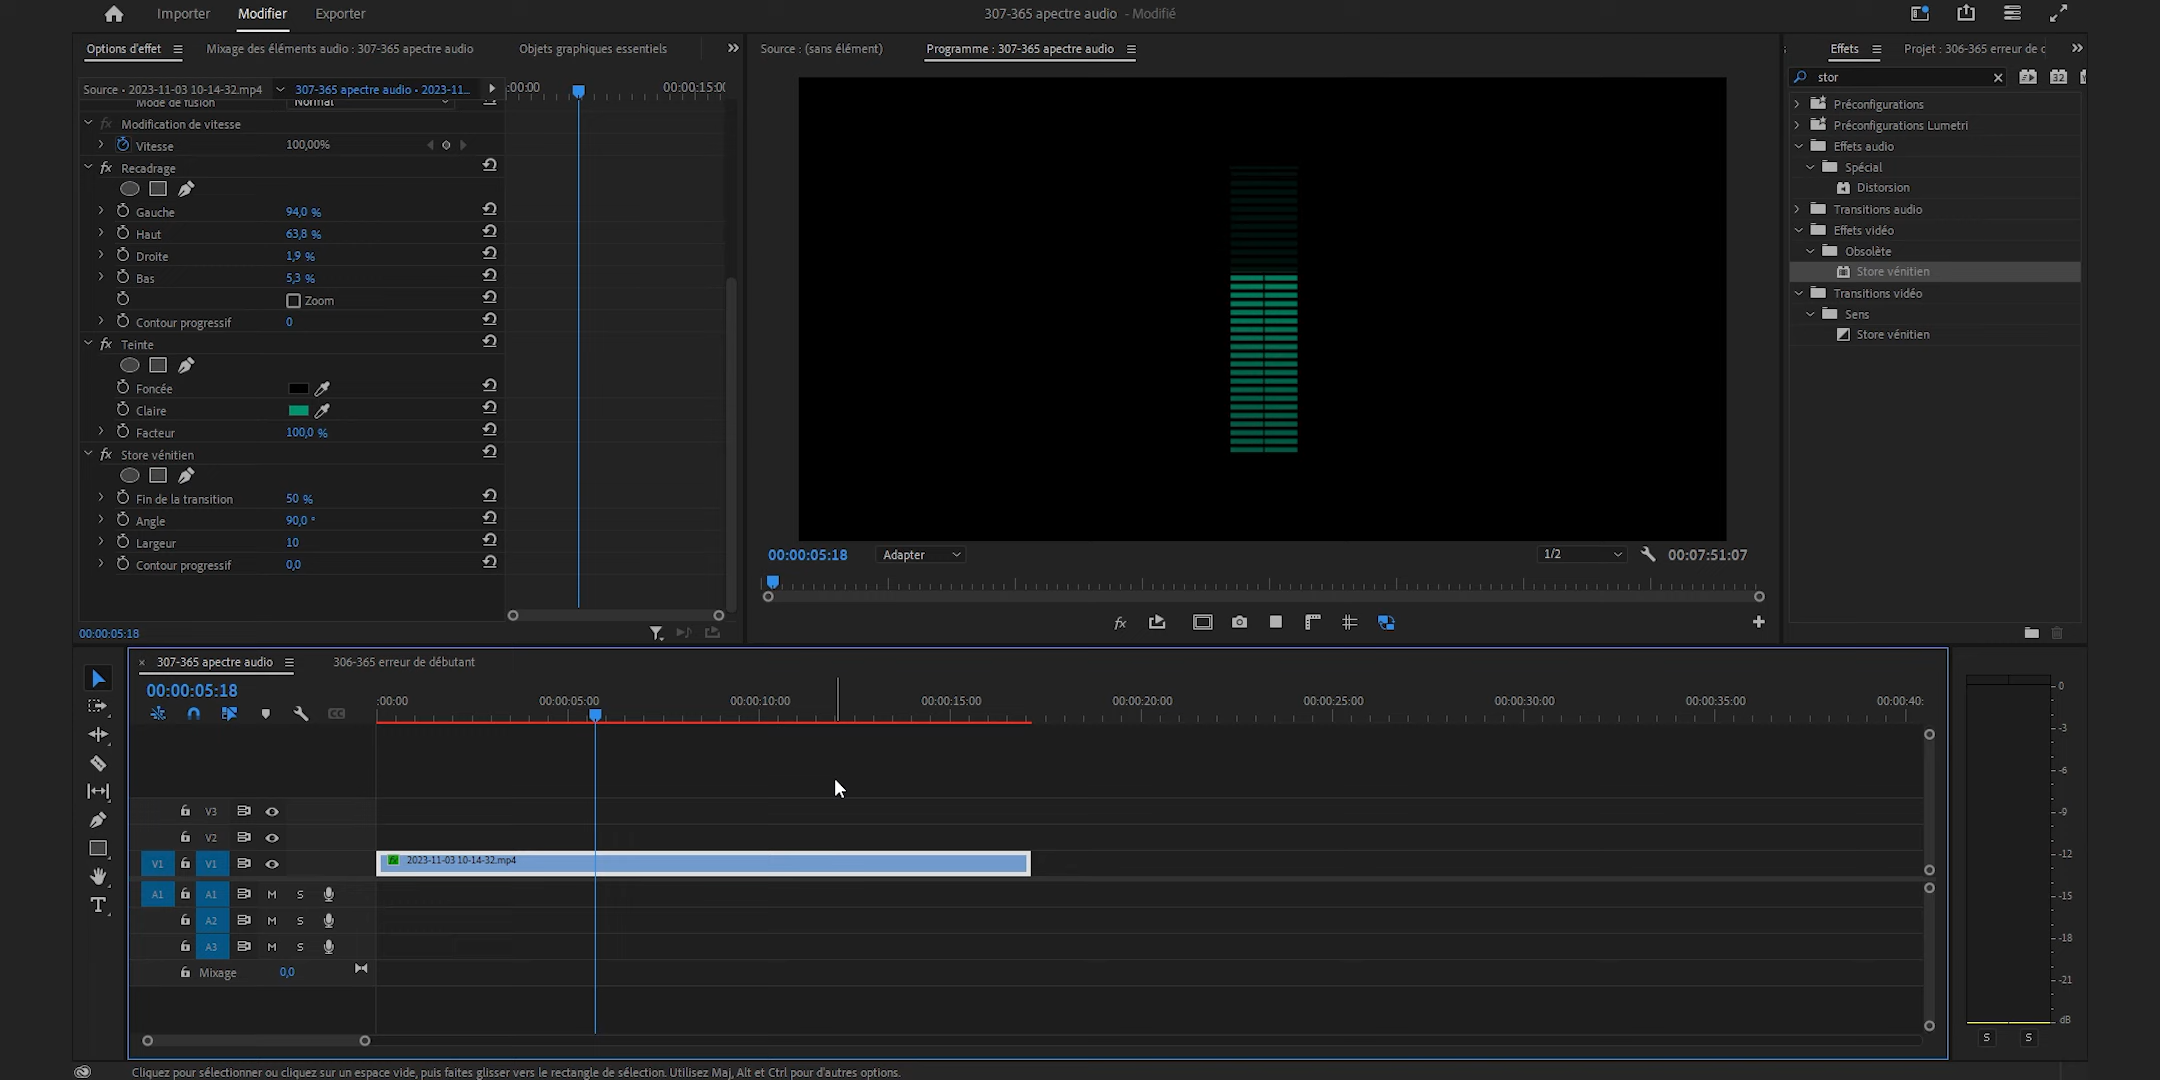 Importer Modifier Exporter
307-365 apectre audio - Modifié
Options d'effet
Mixage des éléments audio : 307-365 apectre audio
Objets graphiques essentiels
Source • 2023-11-03 10-14-32.mp4
307-365 apectre audio • 2023-11...
:00:00
00:00:15:00
Mode de fusion Normal
Modification de vitesse
Vitesse 100,00%
Recadrage
Gauche 94,0 %
Haut 63,8 %
Droite 1,9 %
Bas 5,3 %
Zoom
Contour progressif 0
Teinte
Foncée
Claire
Facteur 100,0 %
Store vénitien
Fin de la transition 50 %
Angle 90,0 °
Largeur 10
Contour progressif 0,0
00:00:05:18
Source : (sans élément)
Programme : 307-365 apectre audio
00:00:05:18
Adapter
1/2
00:07:51:07
Effets
Projet : 306-365 erreur de c
stor
32
Préconfigurations
Préconfigurations Lumetri
Effets audio
Spécial
Distorsion
Transitions audio
Effets vidéo
Obsolète
Store vénitien
Transitions vidéo
Sens
Store vénitien
× 307-365 apectre audio
306-365 erreur de débutant
00:00:05:18
:00:00
00:00:05:00
00:00:10:00
00:00:15:00
00:00:20:00
00:00:25:00
00:00:30:00
00:00:35:00
00:00:40:
V3
V2
V1 V1
fx 2023-11-03 10-14-32.mp4
A1 A1 M S
A2 M S
A3 M S
Mixage 0,0
0
-3
-6
-9
-12
-15
-18
-21
dB
S S
Cliquez pour sélectionner ou cliquez sur un espace vide, puis faites glisser vers le rectangle de sélection. Utilisez Maj, Alt et Ctrl pour d'autres options.